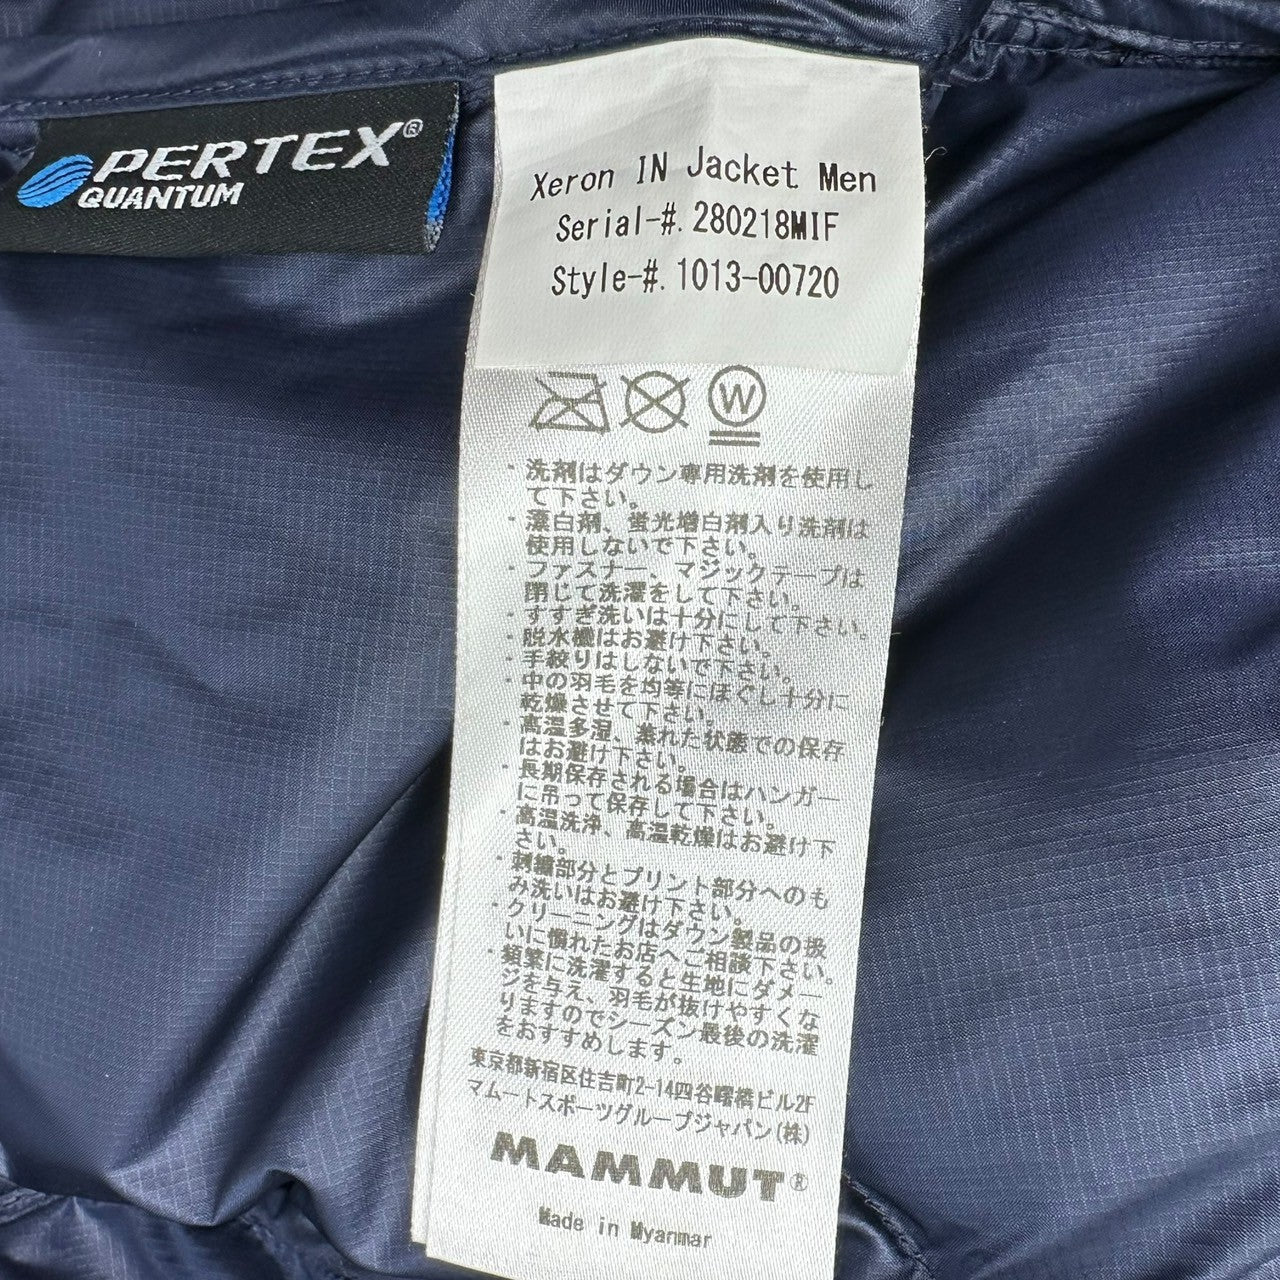 PERTEX®
QUANTUM
Xeron IN Jacket Men
Serial-#. 280218MIF
Style-#. 1013-00720
W
・洗剤はダウン専用洗剤を使用し
て下さい。
・漂白剤、蛍光増白剤入り洗剤は
使用しないで下さい。
・ファスナー、マジックテープは
閉じて洗濯をして下さい。
・すすぎ洗いは十分にして下さい。
・脱水機はお避け下さい。
・手絞りはしないで下さい。
・中の羽毛を均等にほぐし十分に
乾燥させて下さい。
・高温多湿、蒸れた状態での保存
はお避け下さい。
・長期保存される場合はハンガー
に吊って保存して下さい。
・高温洗浄、高温乾燥はお避け下
さい。
・刺繍部分とプリント部分へのも
み洗いはお避け下さい。
・クリーニングはダウン製品の扱
いに慣れたお店へご相談下さい。
・頻繁に洗濯すると生地にダメー
ジを与え、羽毛が抜けやすくな
りますのでシーズン最後の洗濯
をおすすめします。
東京都新宿区住吉町2-14四谷曙橋ビル2F
マムートスポーツグループジャパン(株)
MAMMUT®
Made in Myanmar